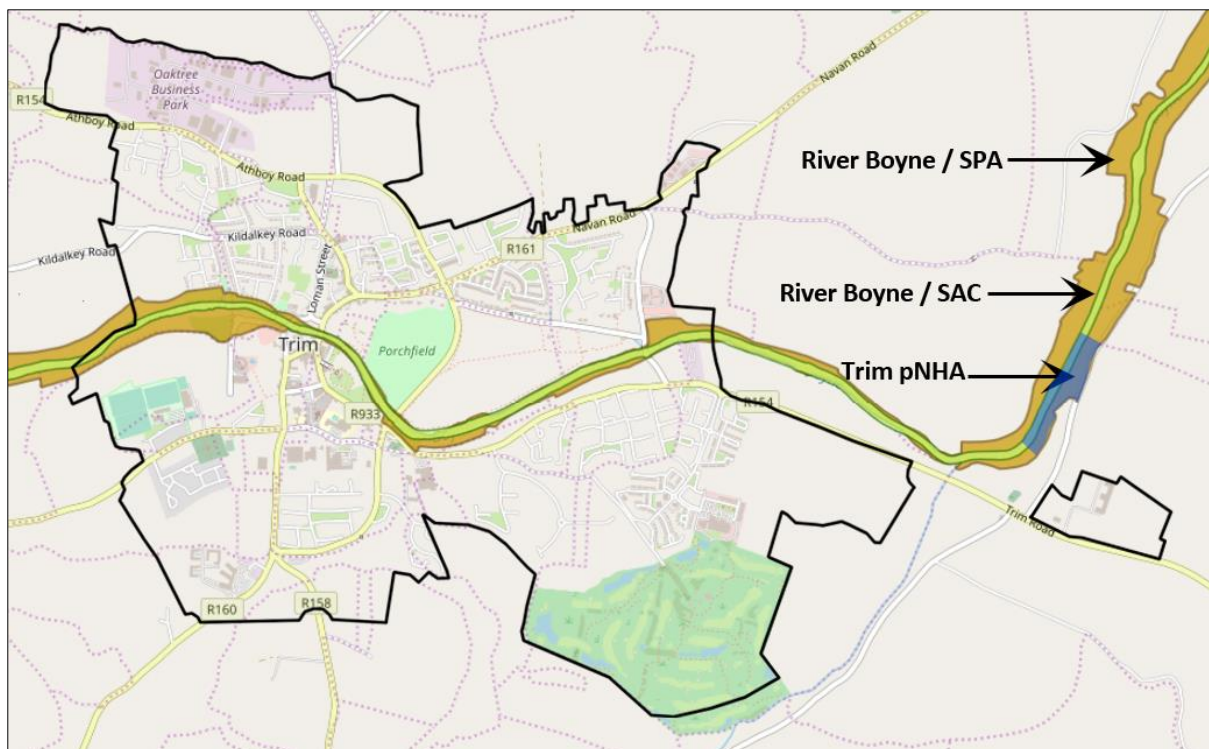 Oaktree
Business
Park
R154
Athboy Road
Athboy Road
Kildalkey Road
Kildalkey Road
Loman Street
Navan Road
R161
Navan Road
Trim
Porchfield
R933
R154
Trim Road
R160
R158
River Boyne / SPA
River Boyne / SAC
Trim pNHA